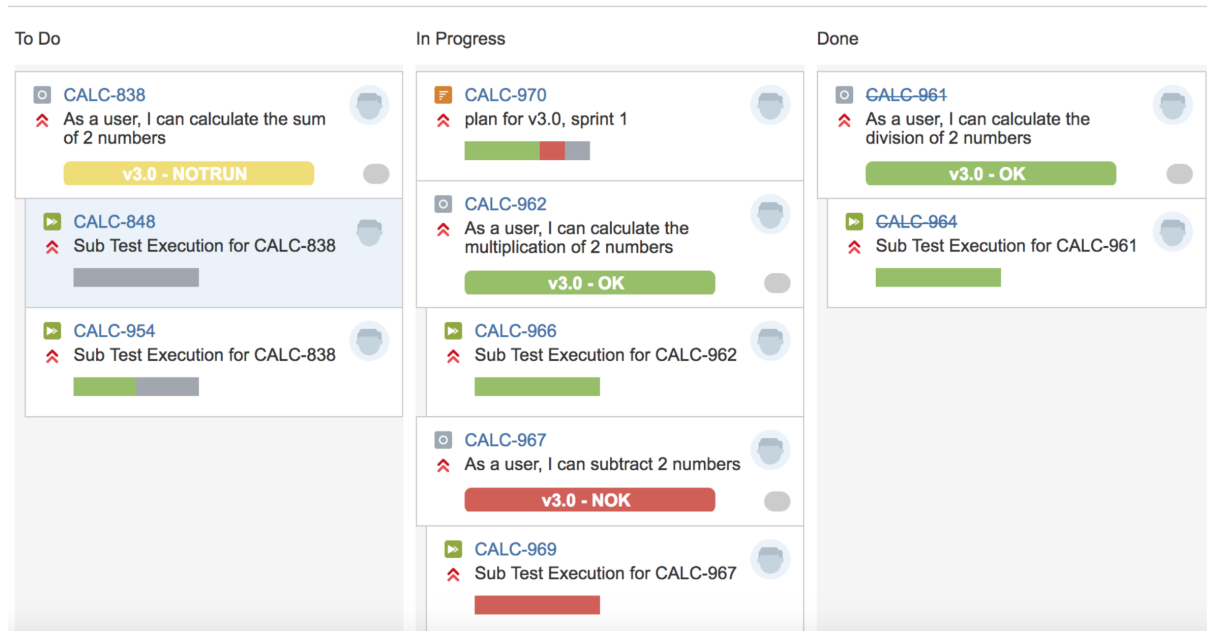 To Do
CALC-838
As a user, I can calculate the sum
of 2 numbers
v3.0 - NOTRUN
CALC-848
Sub Test Execution for CALC-838
CALC-954
Sub Test Execution for CALC-838
In Progress
CALC-970
plan for v3.0, sprint 1
CALC-962
As a user, I can calculate the
multiplication of 2 numbers
v3.0 - OK
CALC-966
Sub Test Execution for CALC-962
CALC-967
As a user, I can subtract 2 numbers
v3.0 - NOK
CALC-969
Sub Test Execution for CALC-967
Done
CALC-961
As a user, I can calculate the
division of 2 numbers
v3.0 - OK
CALC-964
Sub Test Execution for CALC-961